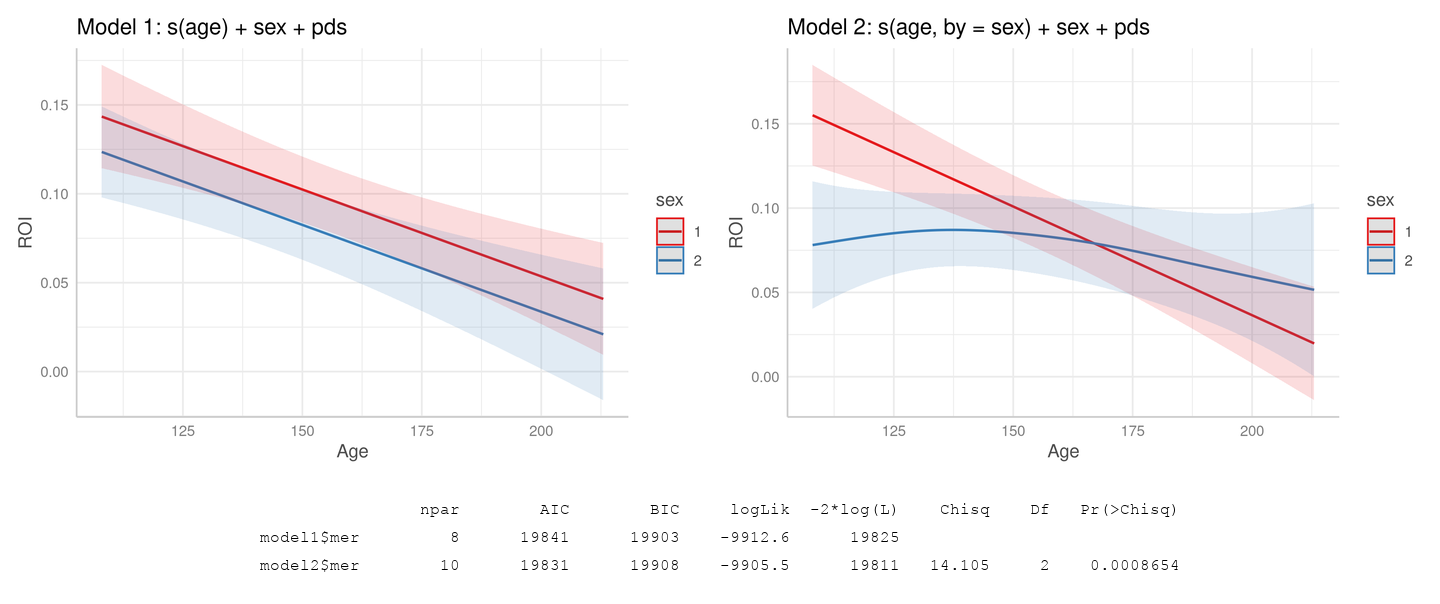 Model 1: s(age) + sex + pds
ROI
0.15
0.10
0.05
0.00
125 150 175 200
Age
sex
1
2
Model 2: s(age, by = sex) + sex + pds
ROI
0.15
0.10
0.05
0.00
125 150 175 200
Age
sex
1
2
npar AIC BIC logLik -2*log(L) Chisq Df Pr(>Chisq)
model1$mer 8 19841 19903 -9912.6 19825
model2$mer 10 19831 19908 -9905.5 19811 14.105 2 0.0008654